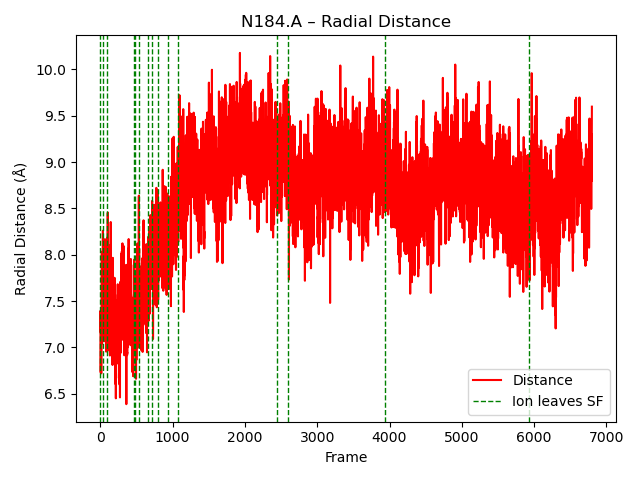 N184.A – Radial Distance
Radial Distance (Å)
10.0
9.5
9.0
8.5
8.0
7.5
7.0
6.5
0 1000 2000 3000 4000 5000 6000 7000
Frame
Distance
Ion leaves SF